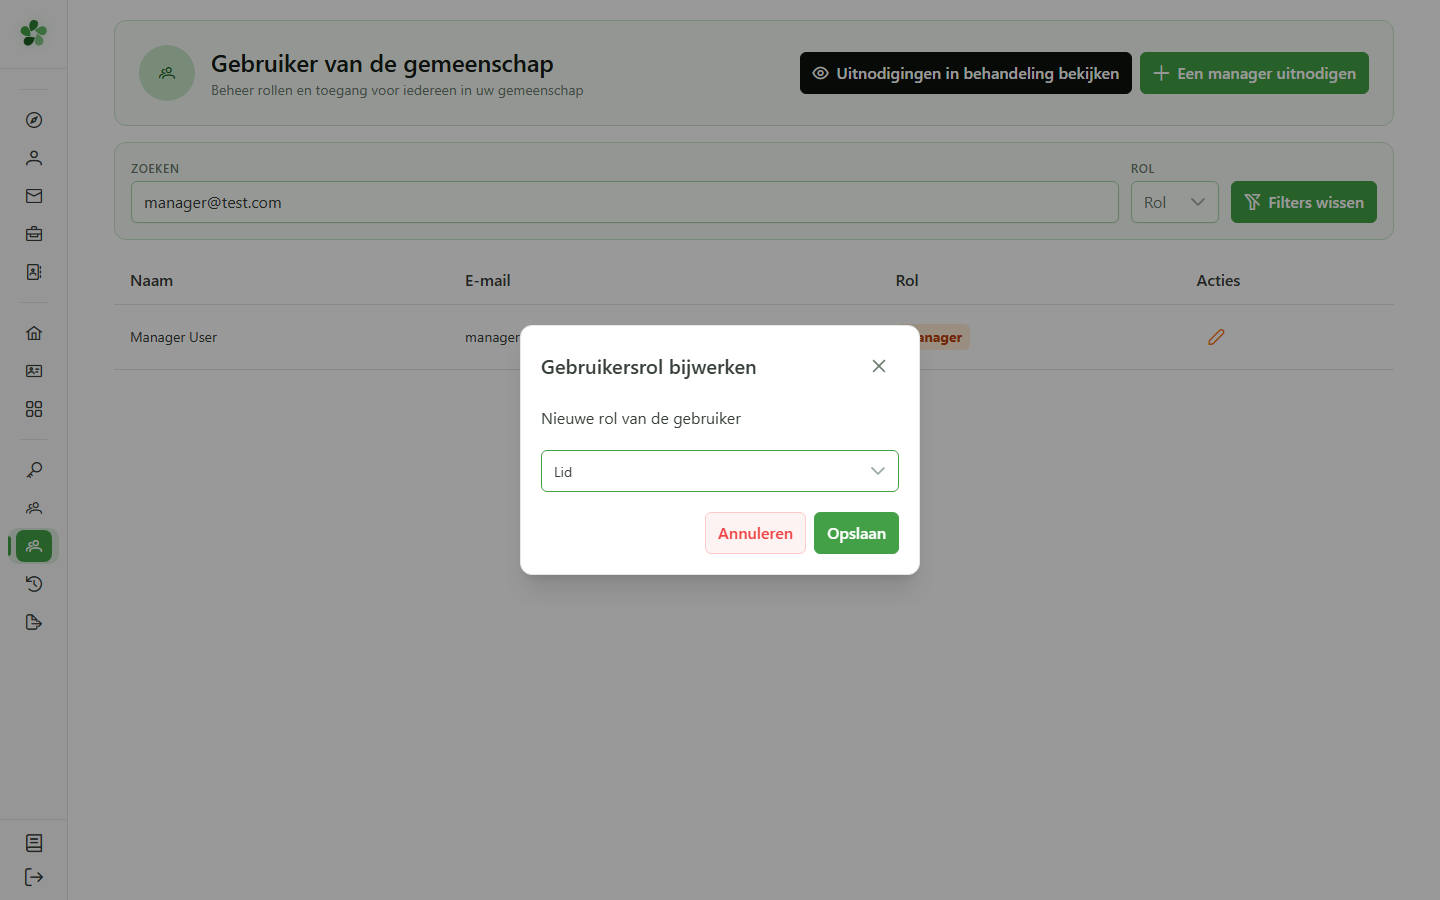 Gebruiker van de gemeenschap
Beheer rollen en toegang voor iedereen in uw gemeenschap
Uitnodigingen in behandeling bekijken
Een manager uitnodigen
ZOEKEN
ROL
manager@test.com
Rol
Filters wissen
Naam
E-mail
Rol
Acties
Manager User
manager
anager
Gebruikersrol bijwerken
Nieuwe rol van de gebruiker
Lid
Annuleren
Opslaan